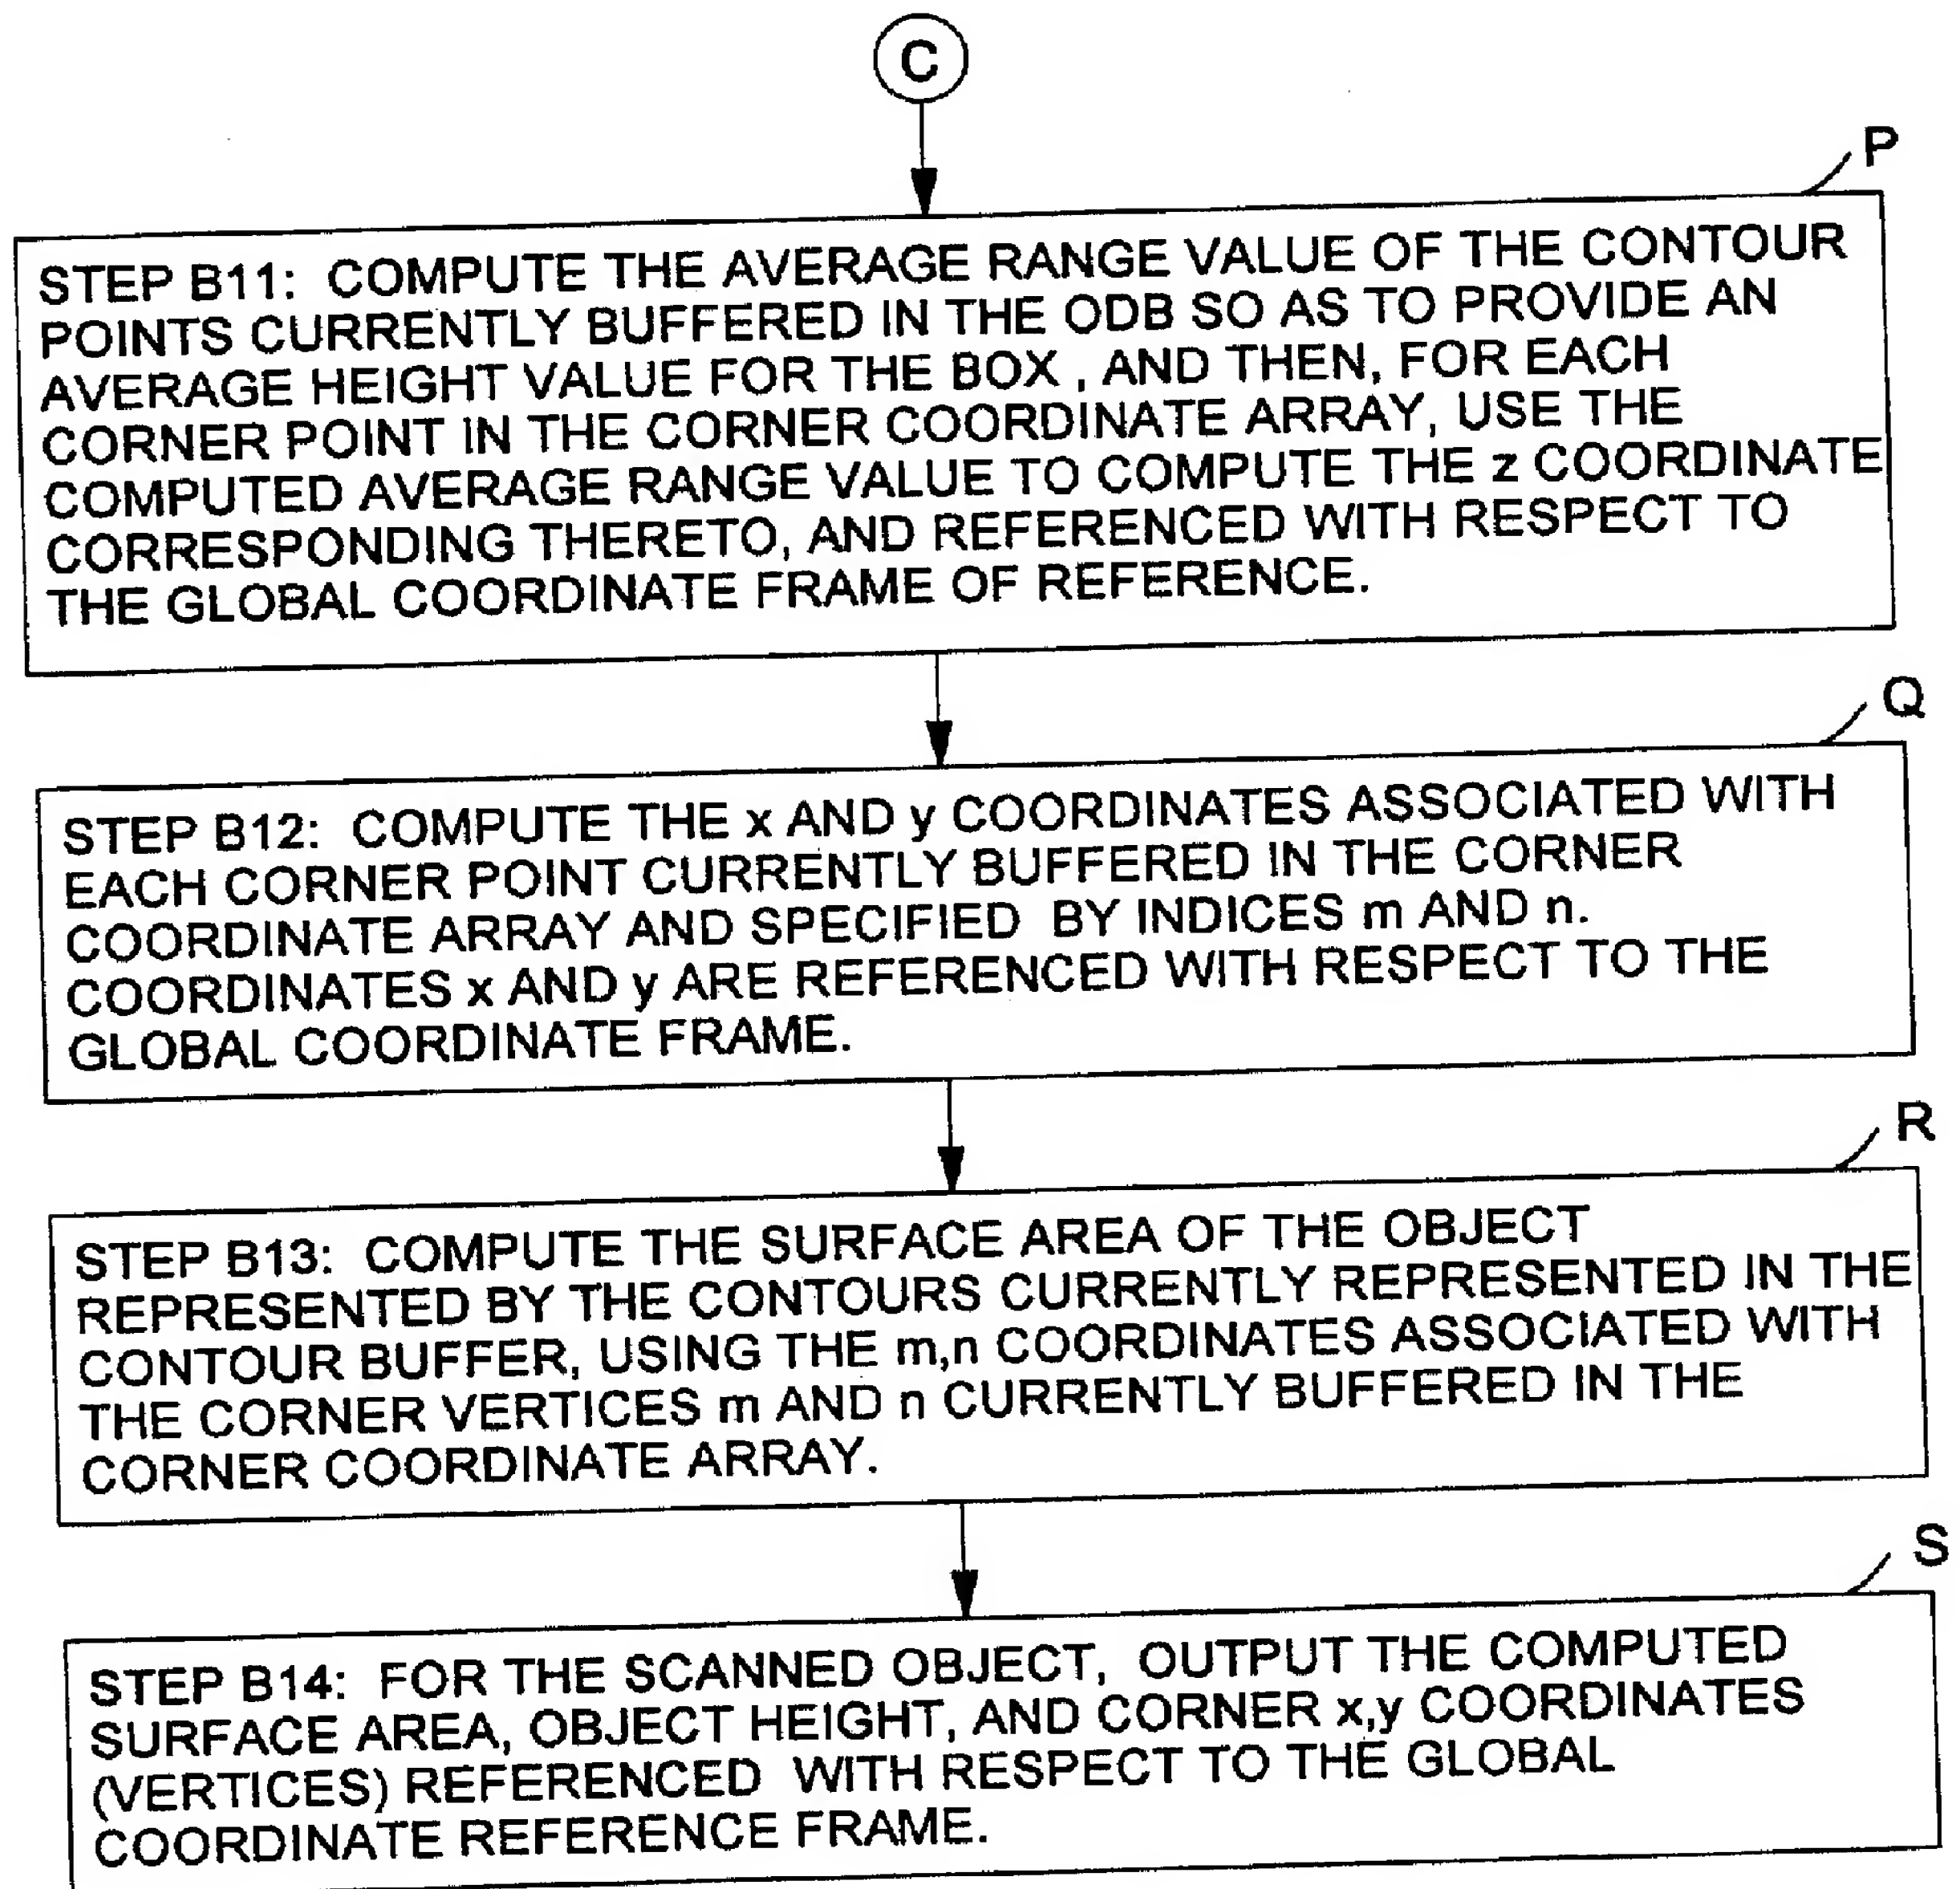 C
P
STEP B11: COMPUTE THE AVERAGE RANGE VALUE OF THE CONTOUR
POINTS CURRENTLY BUFFERED IN THE ODB SO AS TO PROVIDE AN
AVERAGE HEIGHT VALUE FOR THE BOX , AND THEN, FOR EACH
CORNER POINT IN THE CORNER COORDINATE ARRAY, USE THE
COMPUTED AVERAGE RANGE VALUE TO COMPUTE THE z COORDINATE
CORRESPONDING THERETO, AND REFERENCED WITH RESPECT TO
THE GLOBAL COORDINATE FRAME OF REFERENCE.
Q
STEP B12: COMPUTE THE x AND y COORDINATES ASSOCIATED WITH
EACH CORNER POINT CURRENTLY BUFFERED IN THE CORNER
COORDINATE ARRAY AND SPECIFIED BY INDICES m AND n.
COORDINATES x AND y ARE REFERENCED WITH RESPECT TO THE
GLOBAL COORDINATE FRAME.
R
STEP B13: COMPUTE THE SURFACE AREA OF THE OBJECT
REPRESENTED BY THE CONTOURS CURRENTLY REPRESENTED IN THE
CONTOUR BUFFER, USING THE m,n COORDINATES ASSOCIATED WITH
THE CORNER VERTICES m AND n CURRENTLY BUFFERED IN THE
CORNER COORDINATE ARRAY.
S
STEP B14: FOR THE SCANNED OBJECT, OUTPUT THE COMPUTED
SURFACE AREA, OBJECT HEIGHT, AND CORNER x,y COORDINATES
(VERTICES) REFERENCED WITH RESPECT TO THE GLOBAL
COORDINATE REFERENCE FRAME.